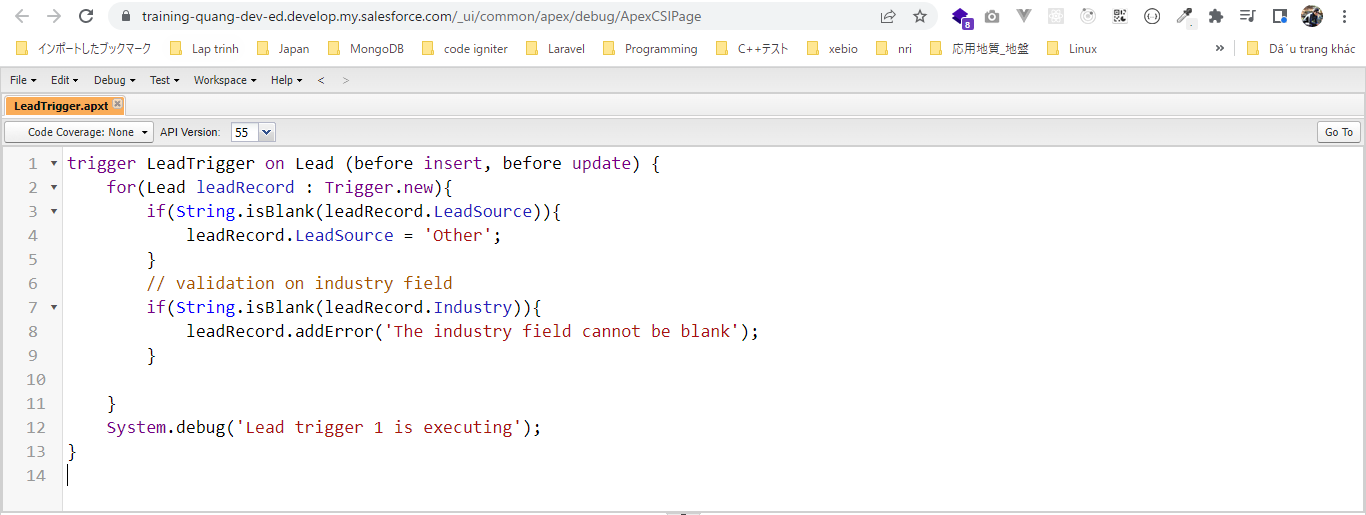 training-quang-dev-ed.develop.my.salesforce.com/_ui/common/apex/debug/ApexCSIPage
8
インポートしたブックマーク Lap trinh Japan MongoDB code igniter Laravel Programming C++テスト xebio nri 応用地質_地盤 Linux » Dấu trang khác
File Edit Debug Test Workspace Help < >
LeadTrigger.apxt
Code Coverage: None API Version: 55 Go To
1 trigger LeadTrigger on Lead (before insert, before update) {
2 for(Lead leadRecord : Trigger.new){
3 if(String.isBlank(leadRecord.LeadSource)){
4 leadRecord.LeadSource = 'Other';
5 }
6 // validation on industry field
7 if(String.isBlank(leadRecord.Industry)){
8 leadRecord.addError('The industry field cannot be blank');
9 }
10
11 }
12 System.debug('Lead trigger 1 is executing');
13 }
14